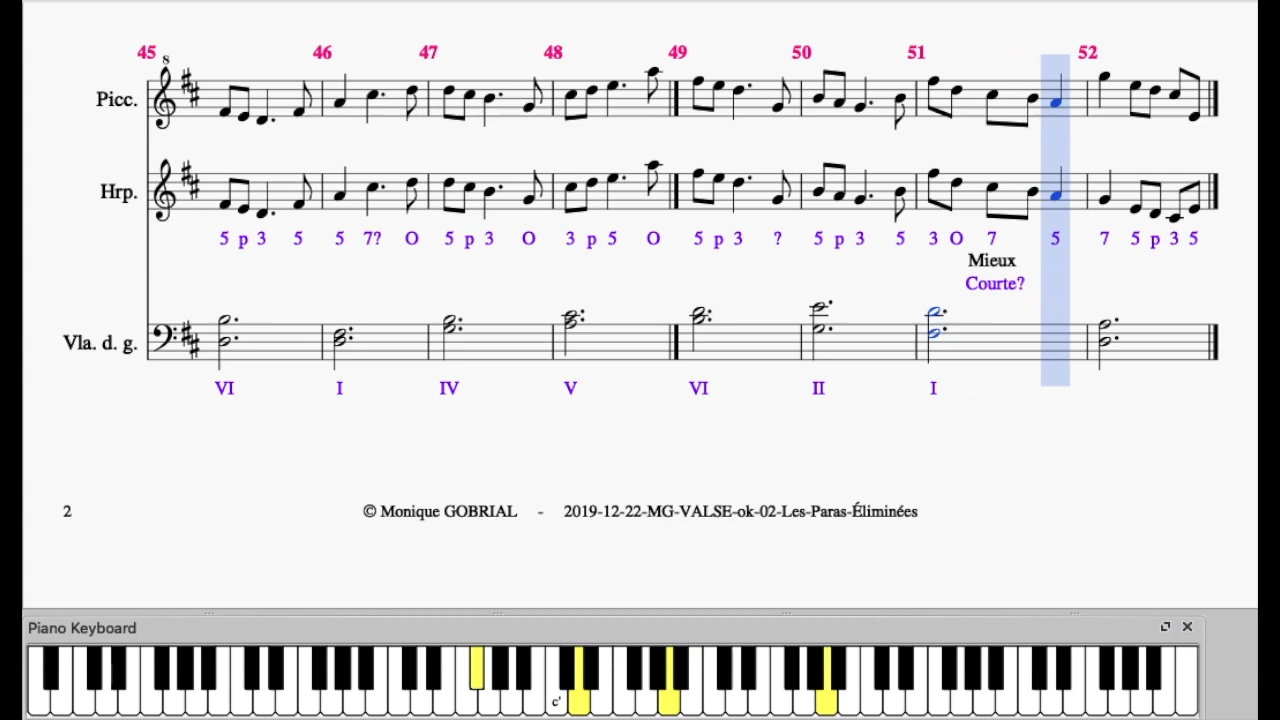 45 46 47 48 49 50 51 52
8
Picc.
Hrp.
5 p 3 5 5 7? O 5 p 3 O 3 p 5 O 5 p 3 ? 5 p 3 5 3 O 7 5 7 5 p 3 5
Mieux
Courte?
Vla. d. g.
VI I IV V VI II I
2 © Monique GOBRIAL - 2019-12-22-MG-VALSE-ok-02-Les-Paras-Éliminées
Piano Keyboard
c'